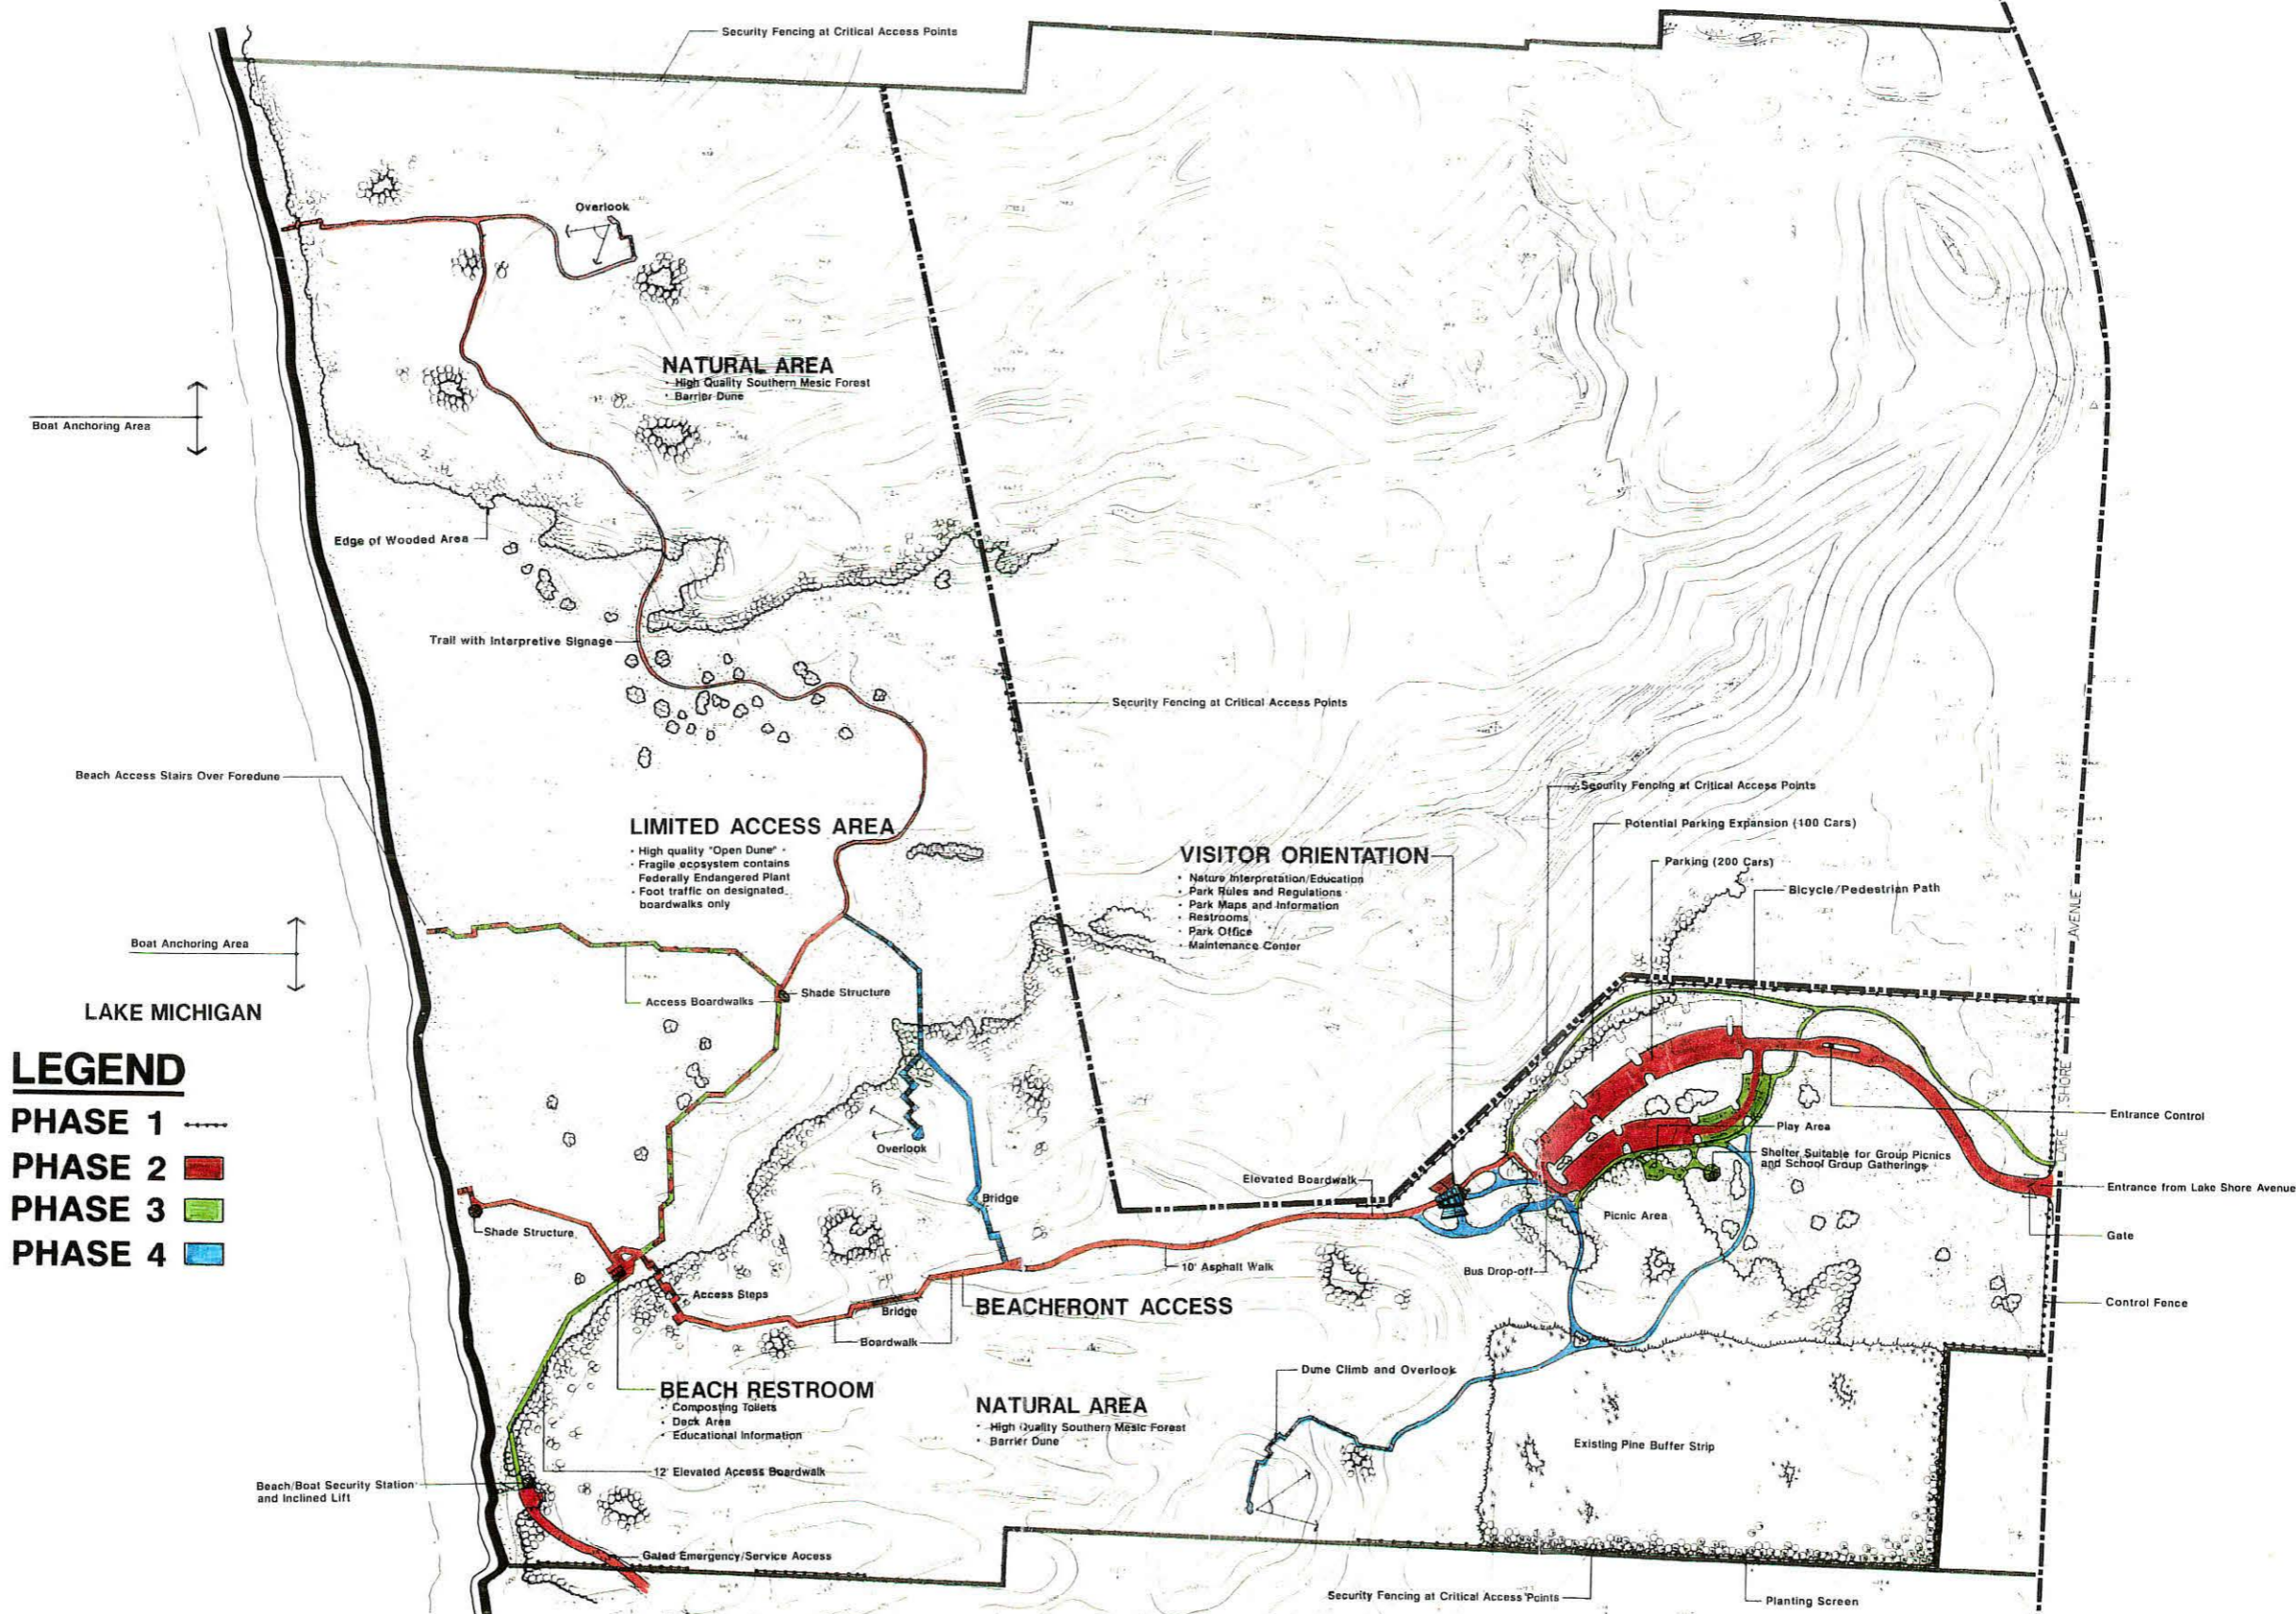 Security Fencing at Critical Access Points
Overlook
NATURAL AREA
• High Quality Southern Mesic Forest
• Barrier Dune
Boat Anchoring Area
Edge of Wooded Area
Trail with Interpretive Signage
Security Fencing at Critical Access Points
Beach Access Stairs Over Foredune
Security Fencing at Critical Access Points
LIMITED ACCESS AREA
• High quality "Open Dune"
• Fragile ecosystem contains
Federally Endangered Plant
• Foot traffic on designated
boardwalks only
Potential Parking Expansion (100 Cars)
VISITOR ORIENTATION
• Nature Interpretation/Education
• Park Rules and Regulations
• Park Maps and Information
• Restrooms
• Park Office
• Maintenance Center
Parking (200 Cars)
Bicycle/Pedestrian Path
LAKE SHORE AVENUE
Boat Anchoring Area
Access Boardwalks
Shade Structure
LAKE MICHIGAN
LEGEND
PHASE 1
PHASE 2
PHASE 3
PHASE 4
Entrance Control
Play Area
Overlook
Shelter Suitable for Group Picnics
and School Group Gatherings
Elevated Boardwalk
Entrance from Lake Shore Avenue
Bridge
Picnic Area
Shade Structure
Gate
10' Asphalt Walk
Bus Drop-off
Access Steps
Bridge
BEACHFRONT ACCESS
Control Fence
Boardwalk
Dume Climb and Overlook
BEACH RESTROOM
• Composting Toilets
• Deck Area
• Educational Information
NATURAL AREA
• High Quality Southern Mesic Forest
• Barrier Dune
Existing Pine Buffer Strip
12' Elevated Access Boardwalk
Beach/Boat Security Station
and Inclined Lift
Gated Emergency/Service Access
Security Fencing at Critical Access Points
Planting Screen